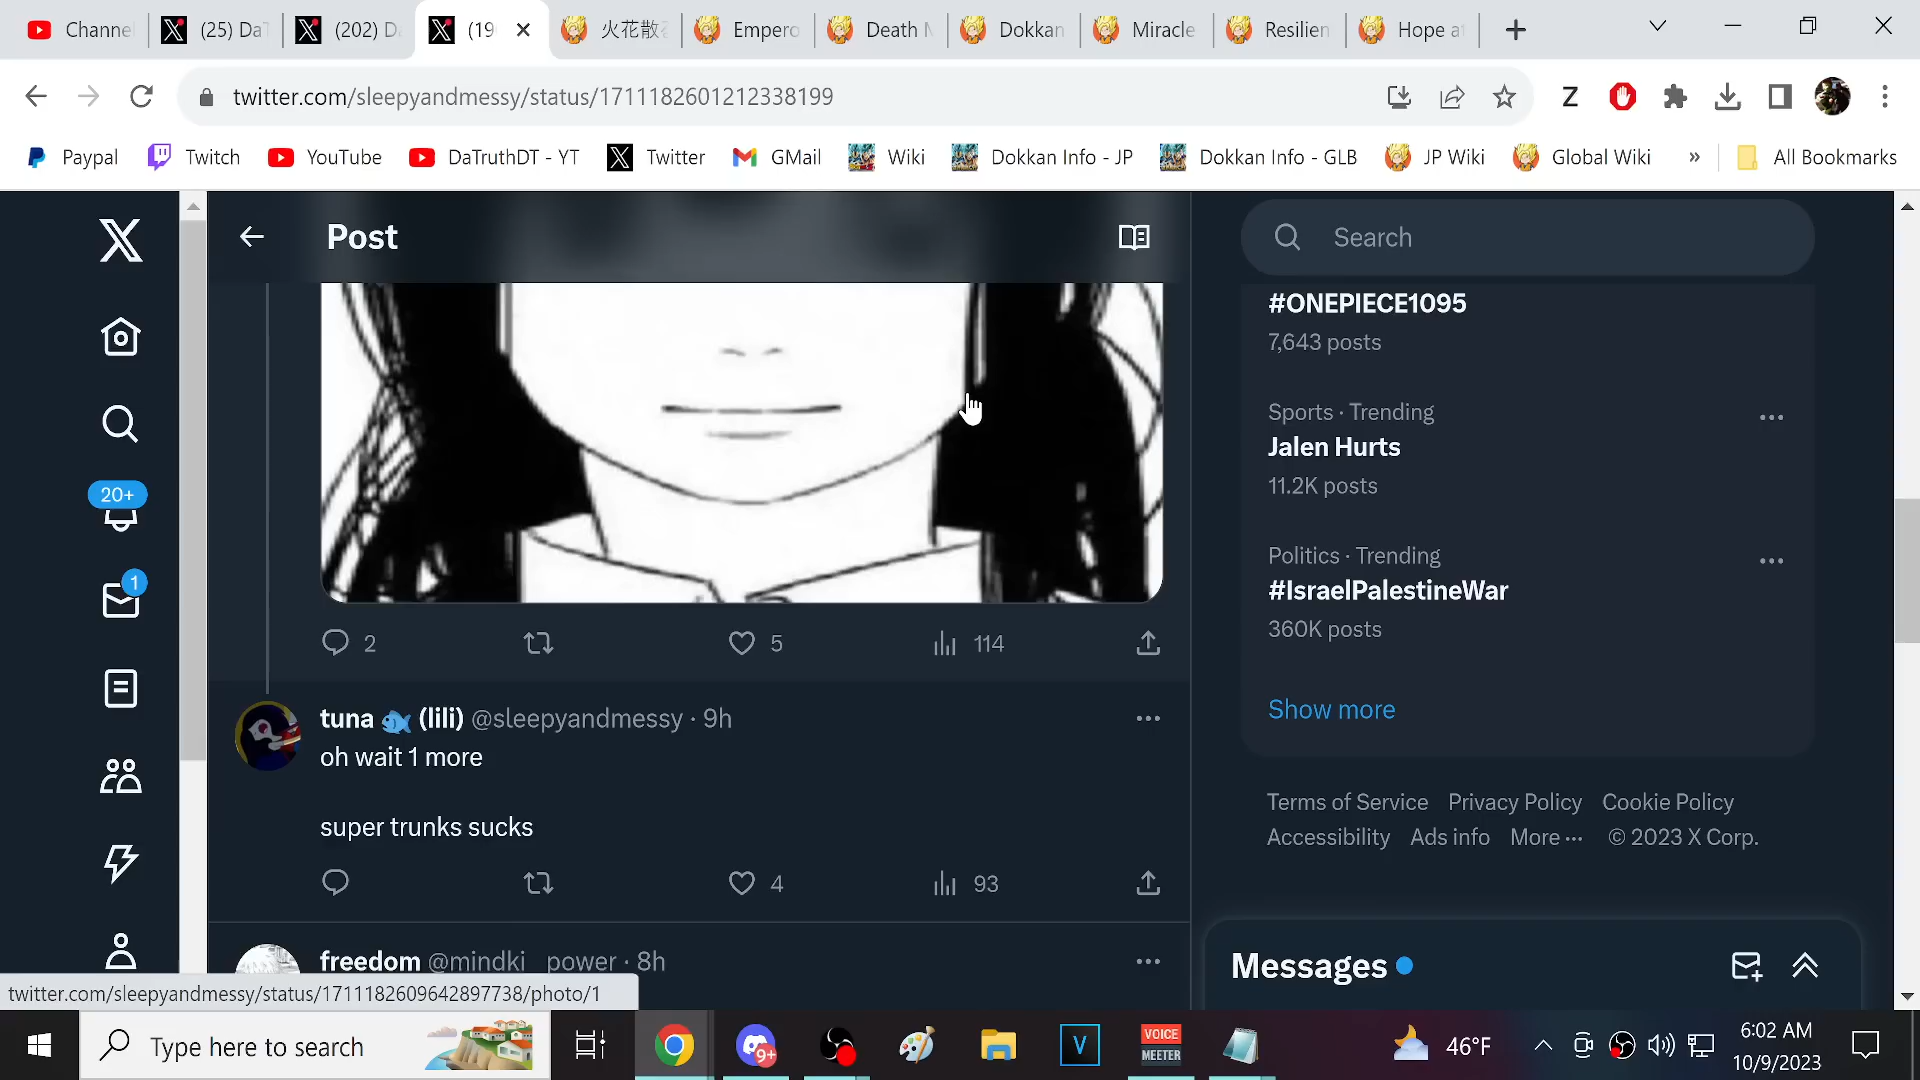 Channe
(25) DaT
(202) Da
(19
火花散
Empero
Death
Dokkan
Miracle
Resilien
Hope a
twitter.com/sleepyandmessy/status/1711182601212338199
Z
Paypal
Twitch
YouTube
DaTruthDT - YT
Twitter
GMail
Wiki
Dokkan Info - JP
Dokkan Info - GLB
JP Wiki
Global Wiki
»
All Bookmarks
Post
2
5
114
tuna (lili) @sleepyandmessy · 9h
oh wait 1 more
super trunks sucks
4
93
freedom @mindki power · 8h
20+
1
Search
#ONEPIECE1095
7,643 posts
Sports · Trending
Jalen Hurts
11.2K posts
Politics · Trending
#IsraelPalestineWar
360K posts
Show more
Terms of Service Privacy Policy Cookie Policy
Accessibility Ads info More ··· © 2023 X Corp.
Messages
twitter.com/sleepyandmessy/status/1711182609642897738/photo/1
Type here to search
9+
V
VOICE
MEETER
46°F
6:02 AM
10/9/2023